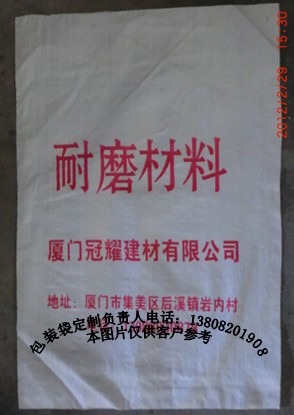 2012/2/29 15:30
耐磨材料
厦门冠耀建材有限公司
地址：厦门市集美区后溪镇岩内村
包装袋定制负责人电话：13808201908
本图片仅供客户参考